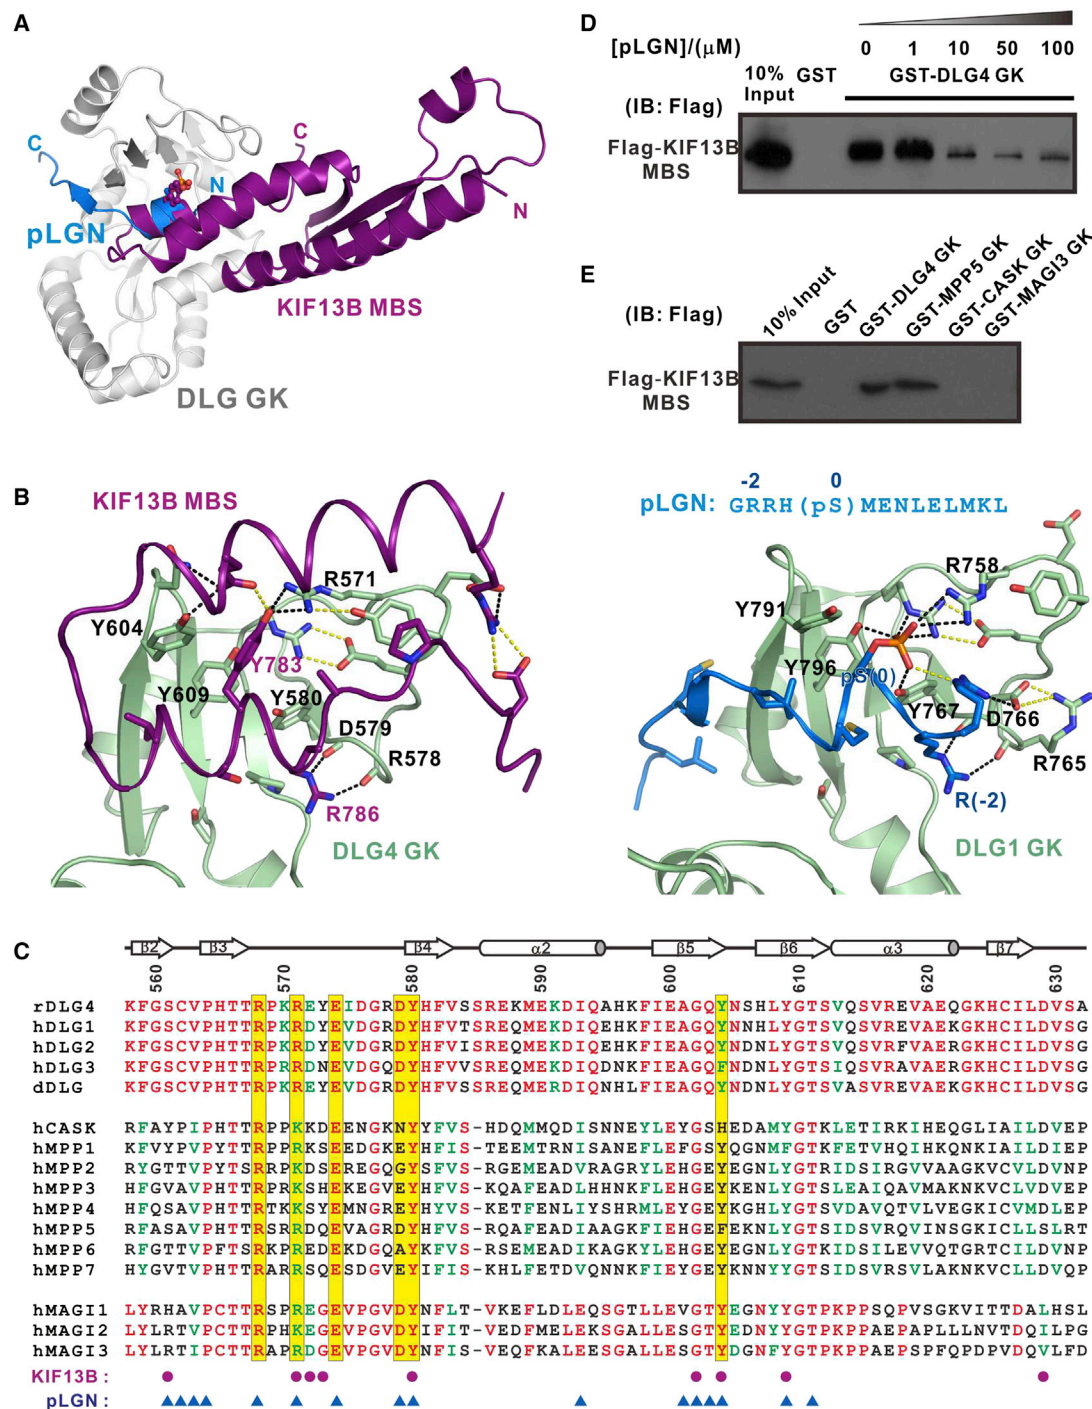 A
C
N
pLGN
C
KIF13B MBS
N
DLG GK
D
[pLGN]/(μM)
0 1 10 50 100
10% Input
GST
GST-DLG4 GK
(IB: Flag)
Flag-KIF13B MBS
E
(IB: Flag)
10% Input
GST
GST-DLG4 GK
GST-MPP5 GK
GST-CASK GK
GST-MAGI3 GK
Flag-KIF13B MBS
B
KIF13B MBS
R571
Y604
Y783
Y609
Y580
D579
R578
R786
DLG4 GK
-2 0
pLGN: GRRH(pS)MENLELMKL
R758
Y791
Y796
pS(0)
Y767
D766
R765
R(-2)
DLG1 GK
C
β2 β3 β4 α2 β5 β6 α3 β7
560 570 580 590 600 610 620 630
rDLG4 KFGSCVPHTTRPKREYEIDGRDYHFVSSREKMEKDIQAHKFIEAGQYNSHLYGTSVQSVREVAEQGKHCILDVSA
hDLG1 KFGSCVPHTTRPKRDYEVDGRDYHFVTSREQMEKDIQEHKFIEAGQYNNHLYGTSVQSVREVAEKGKHCILDVSG
hDLG2 KFGSCVPHTTRPKRDYEVDGRDYHFVISREQMEKDIQEHKFIEAGQYNDNLYGTSVQSVRFVAERGKHCILDVSG
hDLG3 KFGSCVPHTTRPRRDNEVDGQDYHFVVSREQMEKDIQDNKFIEAGQFNDNLYGTSIQSVRAVAERGKHCILDVSG
dDLG KFGSCVPHTTRPKREYEVDGRDYHFVSSREQMERDIQNHLFIEAGQYNDNLYGTSVASVREVAEKGKHCILDVSG
hCASK RFAYPIPHTTRPPKKDEENGKNYYFVS-HDQMMQDISNNEYLEYGSHEDAMYGTKLETIRKIHEQGLIAILDVEP
hMPP1 KFVYPVPYTTRPPRKSEEDGKEYHFIS-TEEMTRNISANEFLEFGSYQGNMFGTKFETVHQIHKQNKIAILDIEP
hMPP2 RYGTTVPYTSRRPKDSEREGQGYSFVS-RGEMEADVRAGRYLEHGEYEGNLYGTRIDSIRGVVAAGKVCVLDVNP
hMPP3 HFGVAVPHTTRPRKSHEKEGVEYHFVS-KQAFEADLHHNKFLEHGEYKENLYGTSLEAIQAVMAKNKVCLVDVEP
hMPP4 HFQSAVPHTTRTKKSYEMNGREYHYVS-KETFENLIYSHRMLEYGEYKGHLYGTSVDAVQTVLVEGKICVMDLEP
hMPP5 RFASAVPHTTRSRRDQEVAGRDYHFVS-RQAFEADIAAGKFIEHGEFEKNLYGTSIDSVRQVINSGKICLLSLRT
hMPP6 RFGTTVPFTSRKPREDEKDGQAYKFVS-RSEMEADIKAGKYLEHGEYEGNLYGTKIDSILEVVQTGRTCILDVNP
hMPP7 HYGVTVPHTTRARRSQESDGVEYIFIS-KHLFETDVQNNKFIEYGEYKNNYYGTSIDSVRSVLAKNKVCLLDVQP
hMAGI1 LYRHAVPCTTRSPREGEVPGVDYNFLT-VKEFLDLEQSGTLLEVGTYEGNYYGTPKPPSQPVSGKVITTDALHSL
hMAGI2 LYLRTVPCTTRPHKEGEVPGVDYIFIT-VEDFMELEKSGALLESGTYEDNYYGTPKPPAEPAPLLLNVTDQILPG
hMAGI3 LYLRTIPCTTRAPRDGEVPGVDYNFIS-VEQFKALEESGALLESGTYDGNFYGTPKPPAEPSPFQPDPVDQVLFD
KIF13B :
pLGN :